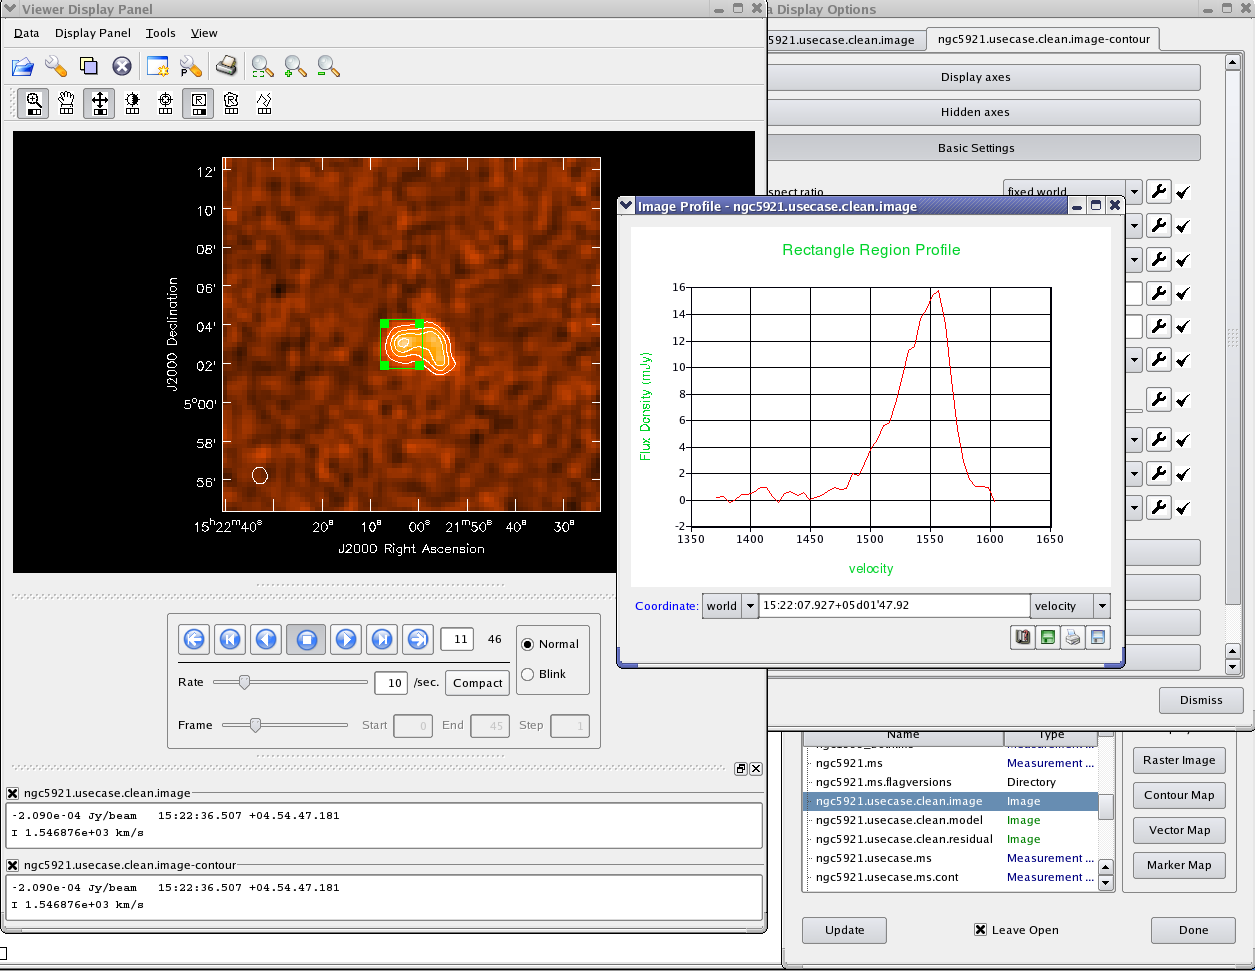 Viewer Display Panel
Data Display Panel Tools View
12'
10'
08'
06'
04'
02'
5°00'
58'
56'
J2000 Declination
15h22m40s 20s 10s 00s 21m50s 40s 30s
J2000 Right Ascension
11 46
Normal
Blink
Rate 10 /sec. Compact
Frame Start 0 End 45 Step 1
ngc5921.usecase.clean.image
-2.090e-04 Jy/beam 15:22:36.507 +04.54.47.181
I 1.546876e+03 km/s
ngc5921.usecase.clean.image-contour
-2.090e-04 Jy/beam 15:22:36.507 +04.54.47.181
I 1.546876e+03 km/s
a Display Options
5921.usecase.clean.image ngc5921.usecase.clean.image-contour
Display axes
Hidden axes
Basic Settings
spect ratio fixed world
Image Profile - ngc5921.usecase.clean.image
Rectangle Region Profile
Flux Density (mJy)
16
14
12
10
8
6
4
2
0
-2
1350 1400 1450 1500 1550 1600 1650
velocity
Coordinate: world 15:22:07.927+05d01'47.92 velocity
Dismiss
Name Type
ngc5921.ms Measurement ...
ngc5921.ms.flagversions Directory
ngc5921.usecase.clean.image Image
ngc5921.usecase.clean.model Image
ngc5921.usecase.clean.residual Image
ngc5921.usecase.ms Measurement ...
ngc5921.usecase.ms.cont Measurement ...
Raster Image
Contour Map
Vector Map
Marker Map
Update Leave Open Done